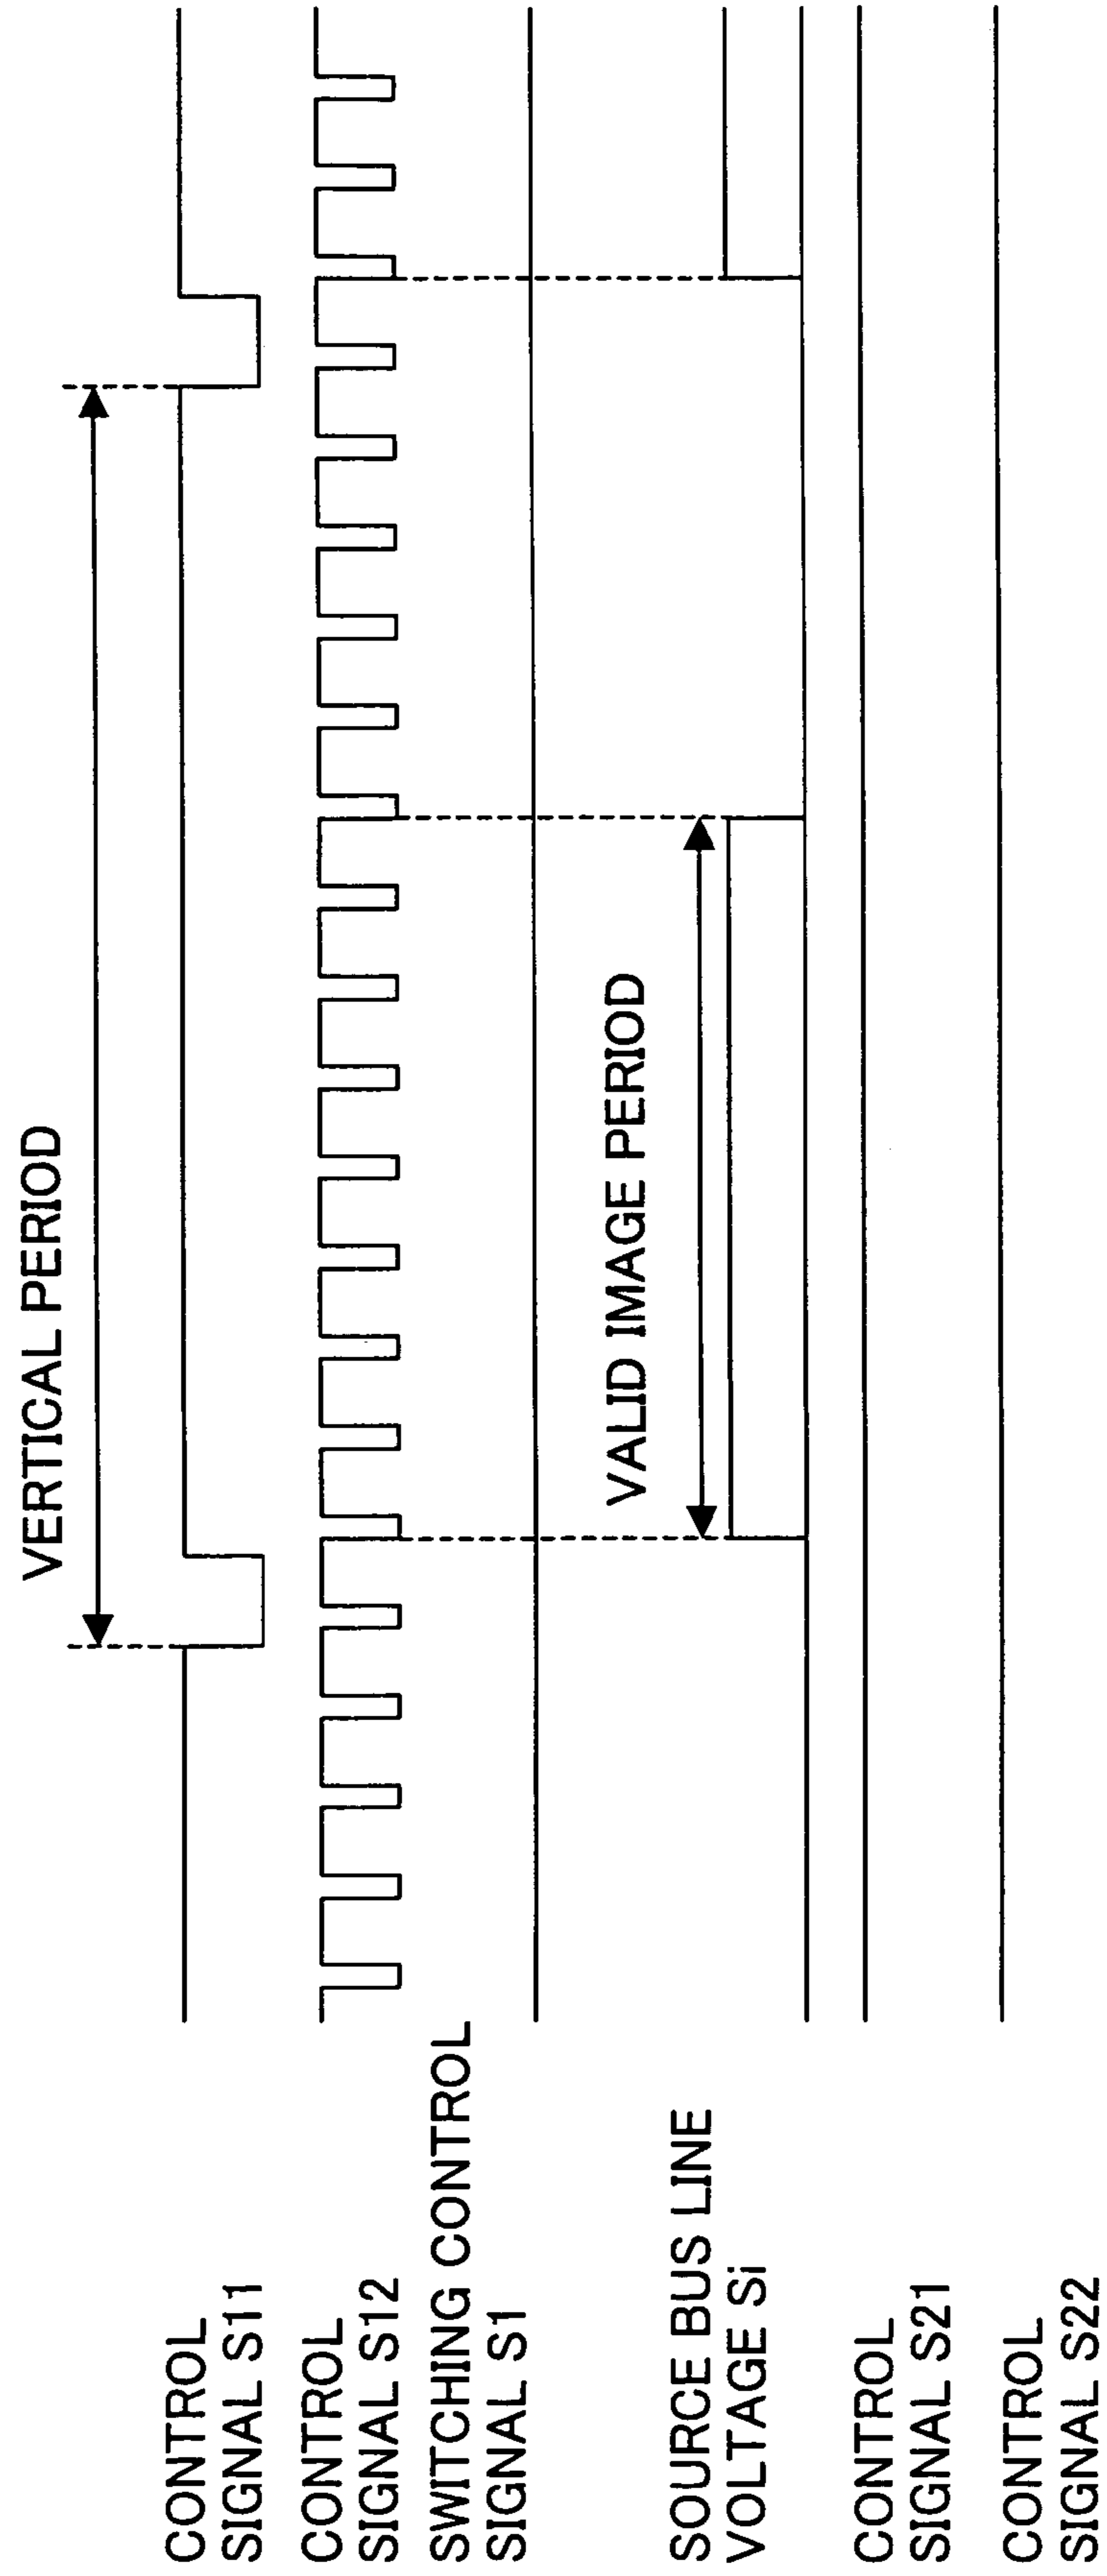 VERTICAL PERIOD
CONTROL
SIGNAL S11
CONTROL
SIGNAL S12
SWITCHING CONTROL
SIGNAL S1
VALID IMAGE PERIOD
SOURCE BUS LINE
VOLTAGE Si
CONTROL
SIGNAL S21
CONTROL
SIGNAL S22